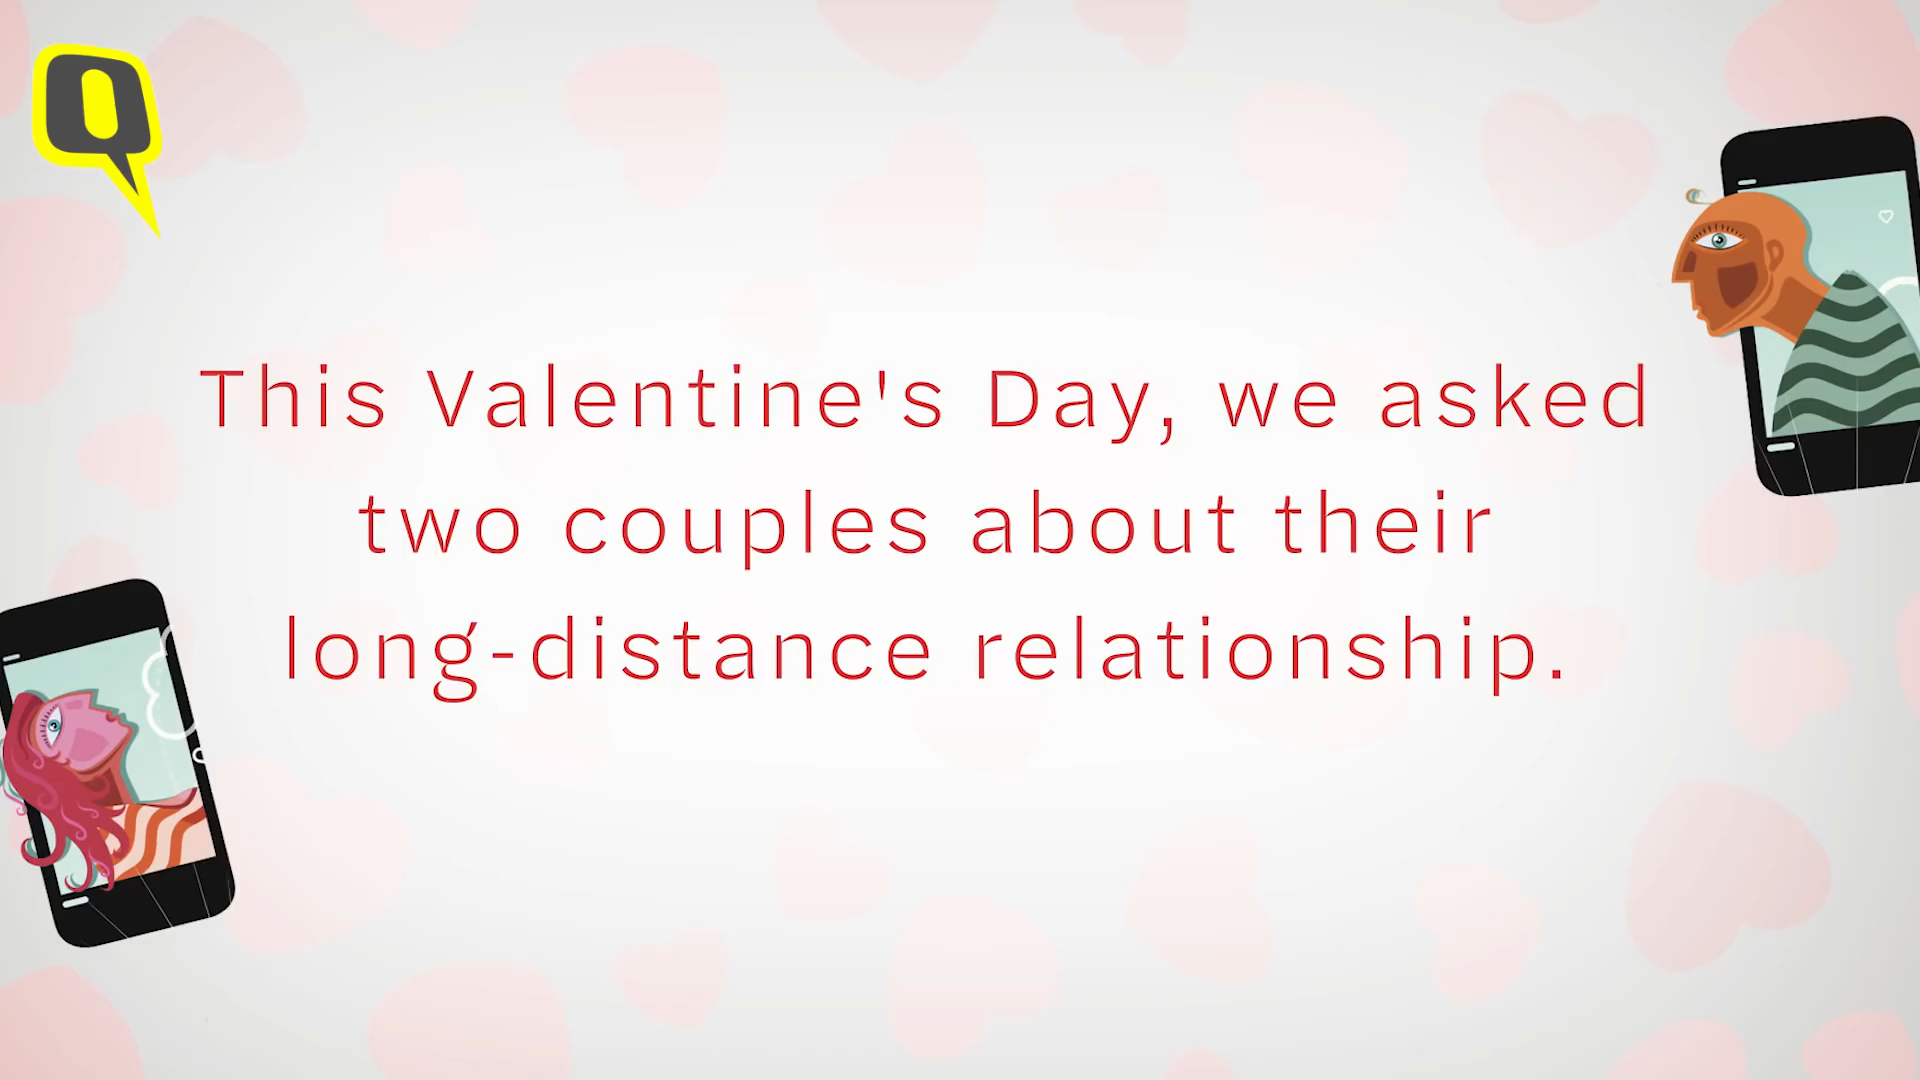 Q
This Valentine's Day, we asked
two couples about their
long-distance relationship.